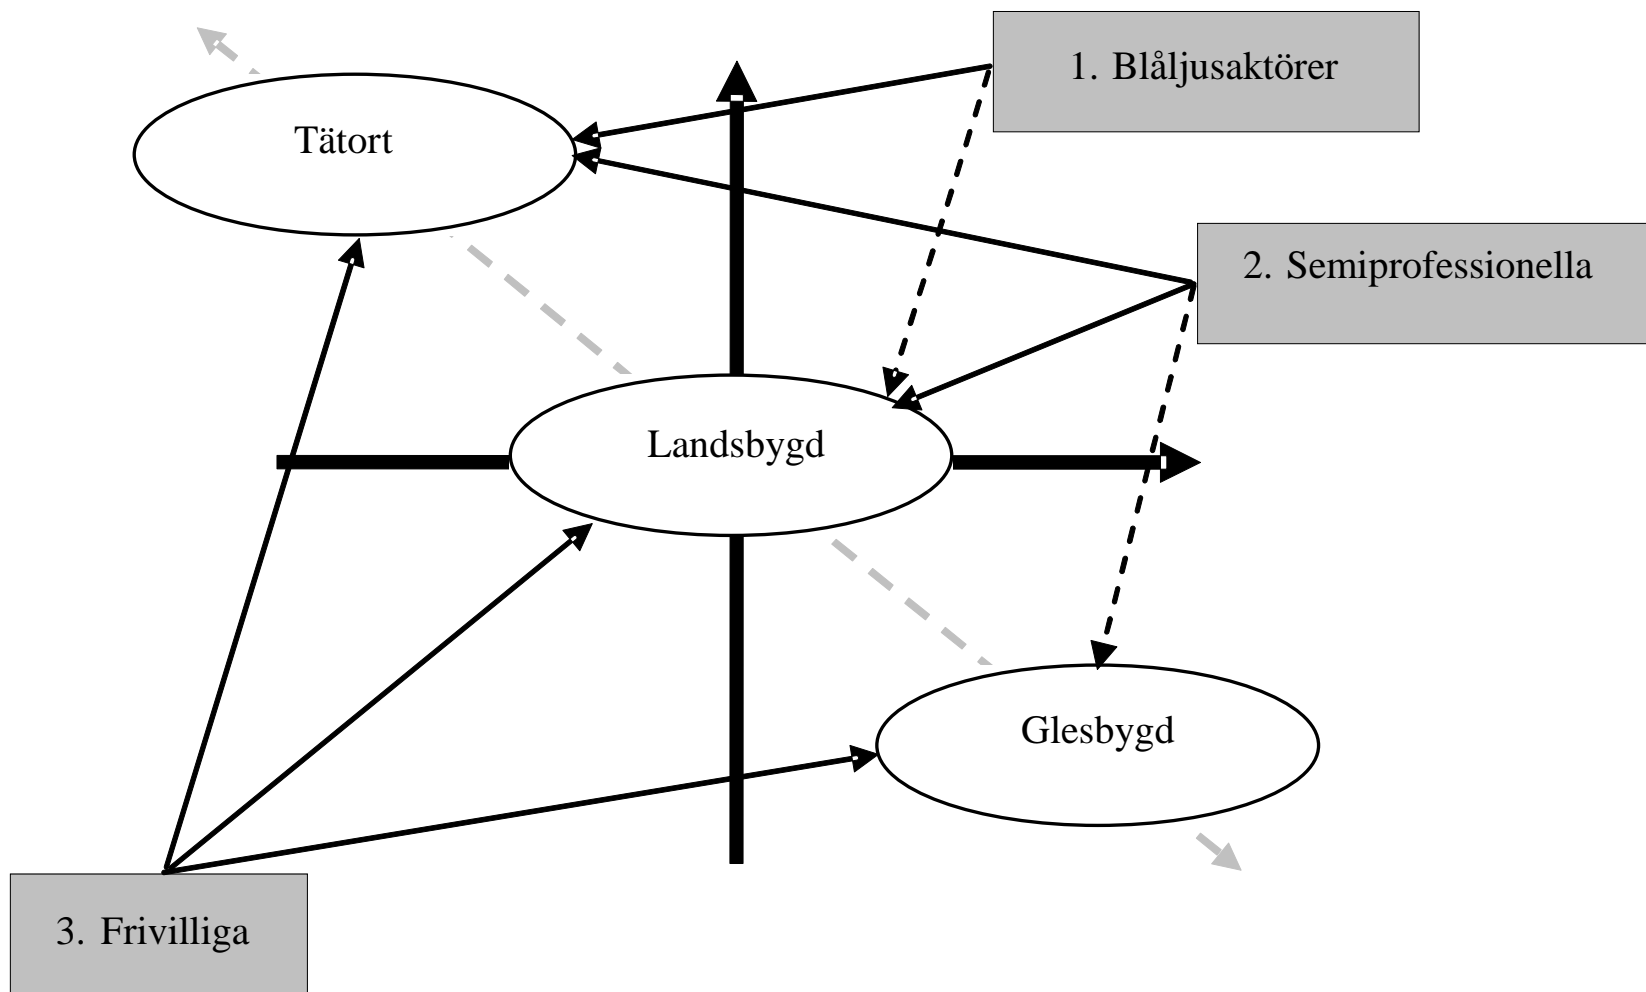 1. Blåljusaktörer
Tätort
2. Semiprofessionella
Landsbygd
Glesbygd
3. Frivilliga